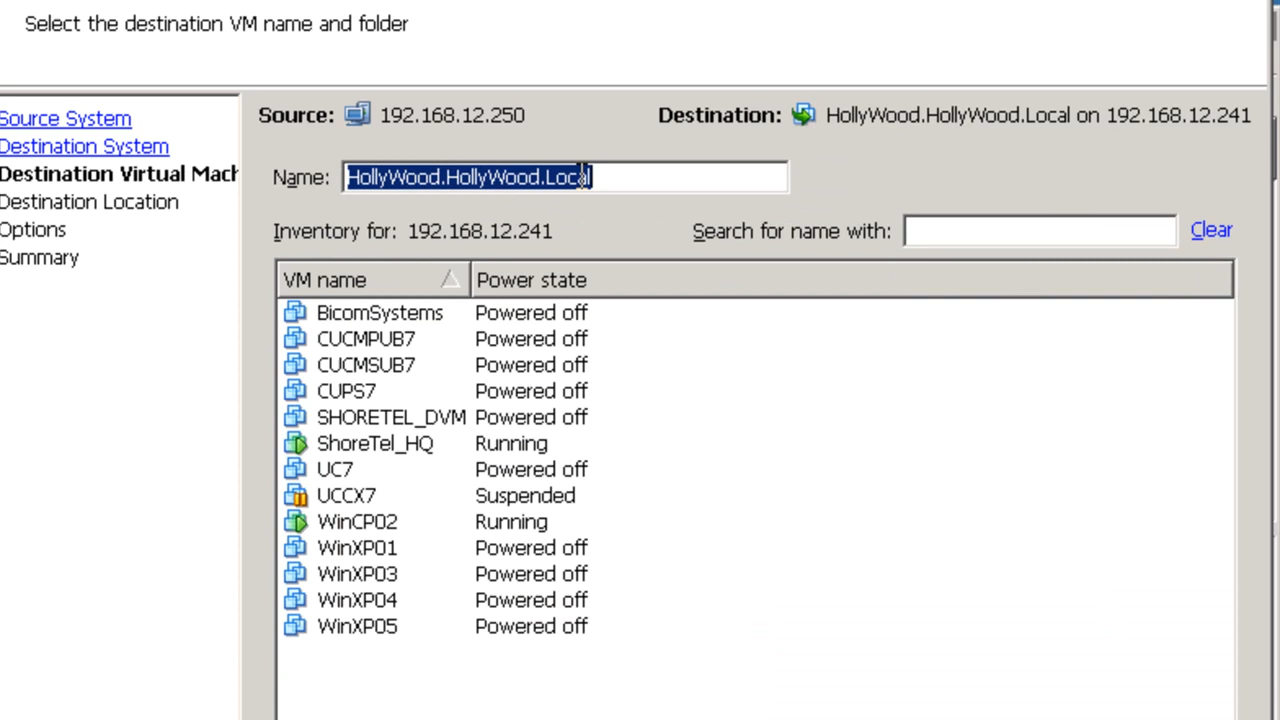 Select the destination VM name and folder
Source System
Destination System
Destination Virtual Mach
Destination Location
Options
Summary
Source: 192.168.12.250 Destination: HollyWood.HollyWood.Local on 192.168.12.241
Name: HollyWood.HollyWood.Local
Inventory for: 192.168.12.241 Search for name with: Clear
VM name Power state
BicomSystems Powered off
CUCMPUB7 Powered off
CUCMSUB7 Powered off
CUPS7 Powered off
SHORETEL_DVM Powered off
ShoreTel_HQ Running
UC7 Powered off
UCCX7 Suspended
WinCP02 Running
WinXP01 Powered off
WinXP03 Powered off
WinXP04 Powered off
WinXP05 Powered off